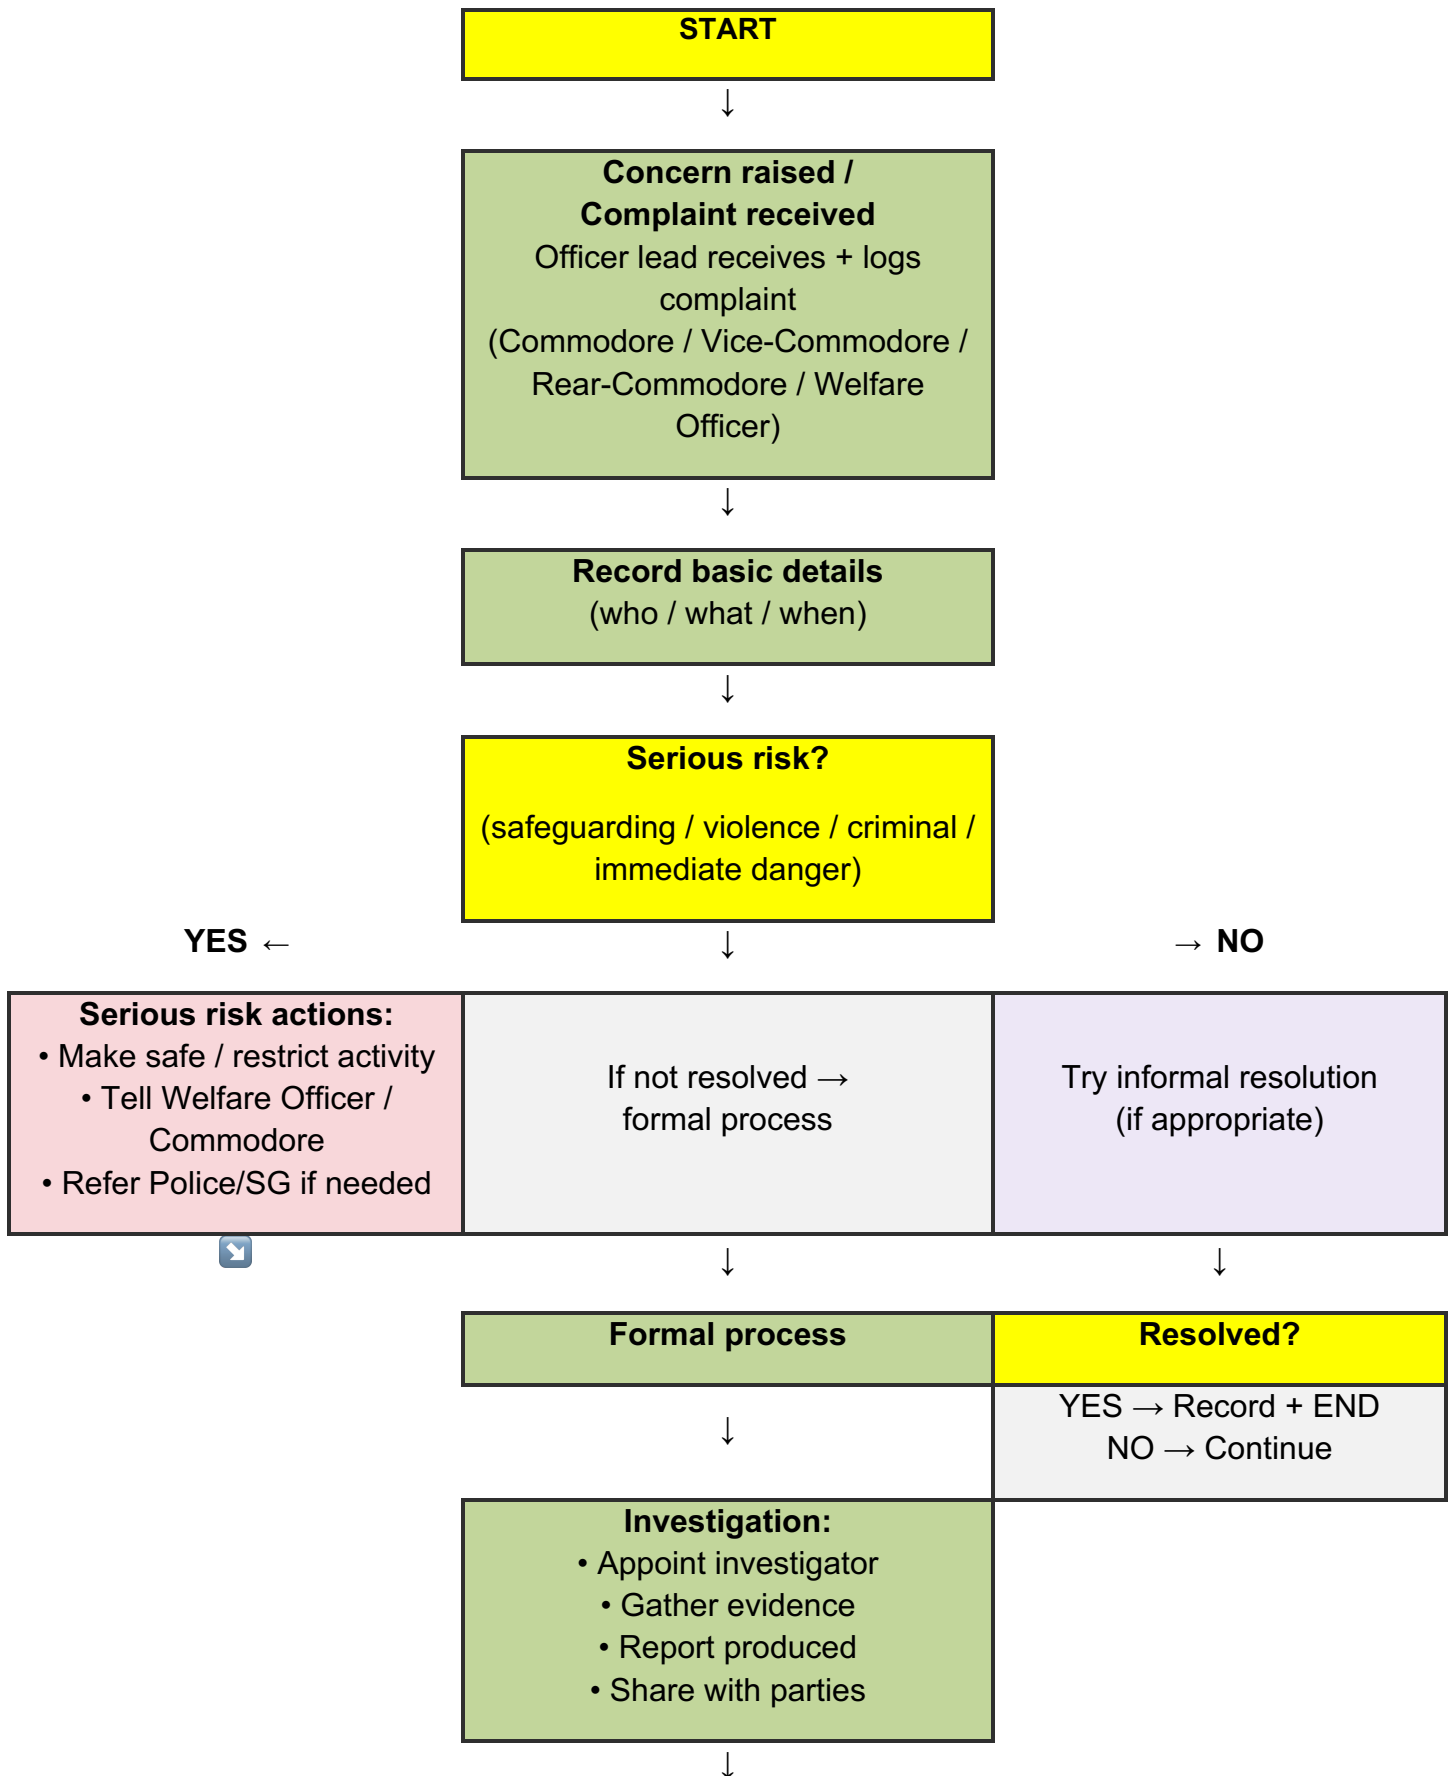 START
↓
Concern raised /
Complaint received
Officer lead receives + logs
complaint
(Commodore / Vice-Commodore /
Rear-Commodore / Welfare
Officer)
↓
Record basic details
(who / what / when)
↓
Serious risk?
(safeguarding / violence / criminal /
immediate danger)
YES ←
↓
→ NO
Serious risk actions:
• Make safe / restrict activity
• Tell Welfare Officer /
Commodore
• Refer Police/SG if needed
If not resolved →
formal process
Try informal resolution
(if appropriate)
↘
↓
↓
Formal process
Resolved?
↓
YES → Record + END
NO → Continue
Investigation:
• Appoint investigator
• Gather evidence
• Report produced
• Share with parties
↓